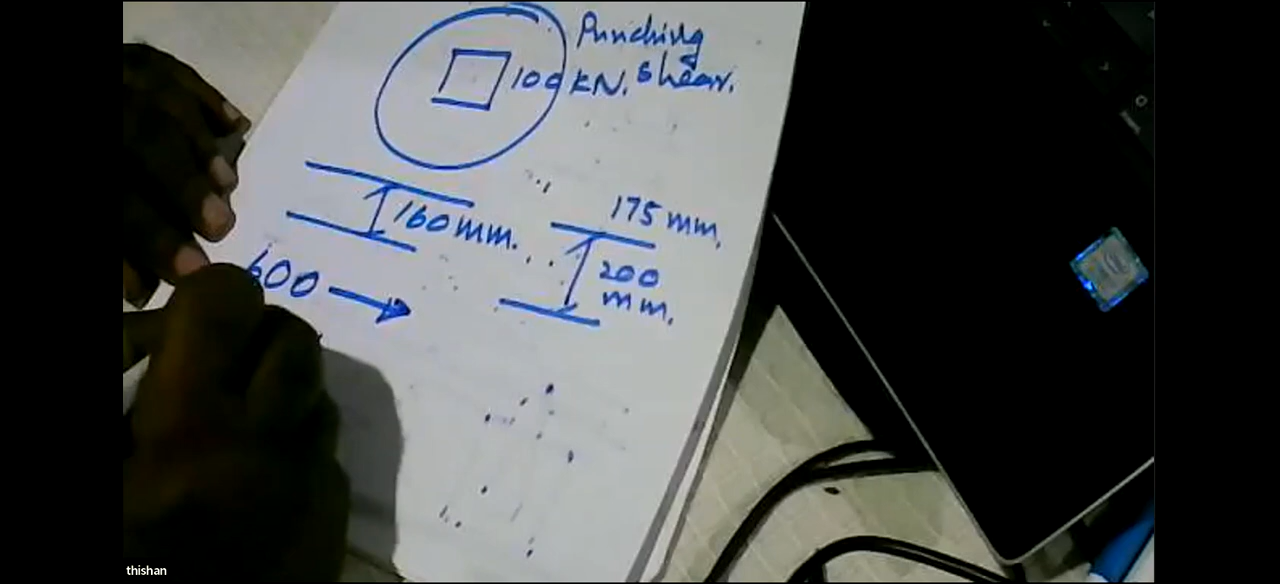 Punching
shear.
100 KN.
160 mm.
175 mm.
200
mm.
600
thishan